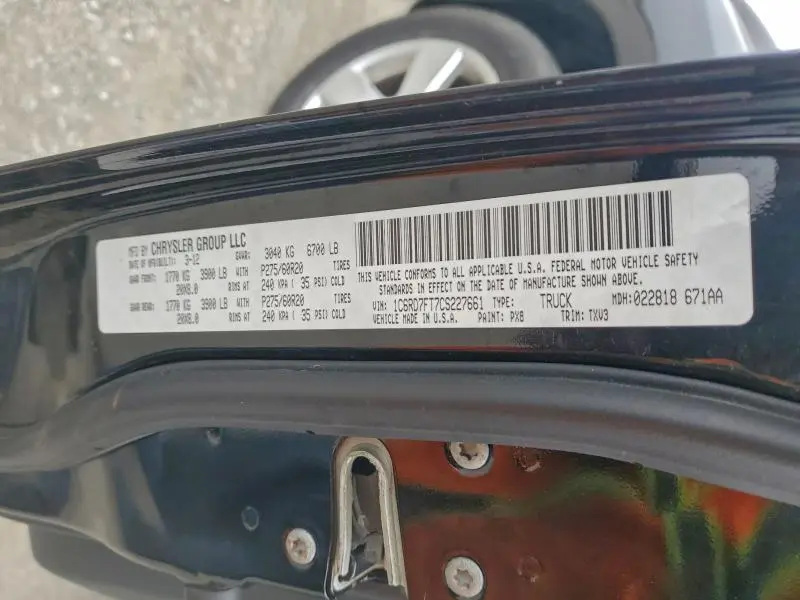 MFD BY CHRYSLER GROUP LLC
DATE OF MFR(BUILT): 3-12 GVWR: 3040 KG 6700 LB
GAWR FRONT: 1770 KG 3900 LB WITH P275/60R20 TIRES
20X8.0 RIMS AT 240 KPA ( 35 PSI) COLD
GAWR REAR: 1770 KG 3900 LB WITH P275/60R20 TIRES
20X8.0 RIMS AT 240 KPA ( 35 PSI) COLD
THIS VEHICLE CONFORMS TO ALL APPLICABLE U.S.A. FEDERAL MOTOR VEHICLE SAFETY
STANDARDS IN EFFECT ON THE DATE OF MANUFACTURE SHOWN ABOVE.
VIN: 1C6RD7FT7CS227661 TYPE: TRUCK MDH:022818 671AA
VEHICLE MADE IN U.S.A. PAINT: PX8 TRIM: TXV3